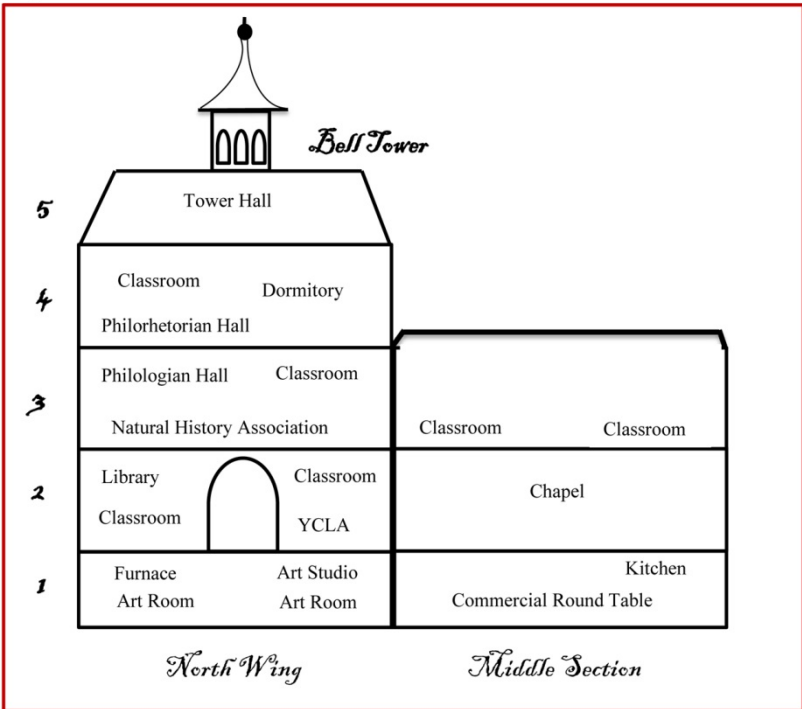 Bell Tower
5
Tower Hall
4
Classroom
Dormitory
Philorhetorian Hall
3
Philologian Hall
Classroom
Natural History Association
Classroom
Classroom
2
Library
Classroom
Classroom
YCLA
Chapel
1
Furnace
Art Studio
Art Room
Art Room
Kitchen
Commercial Round Table
North Wing
Middle Section